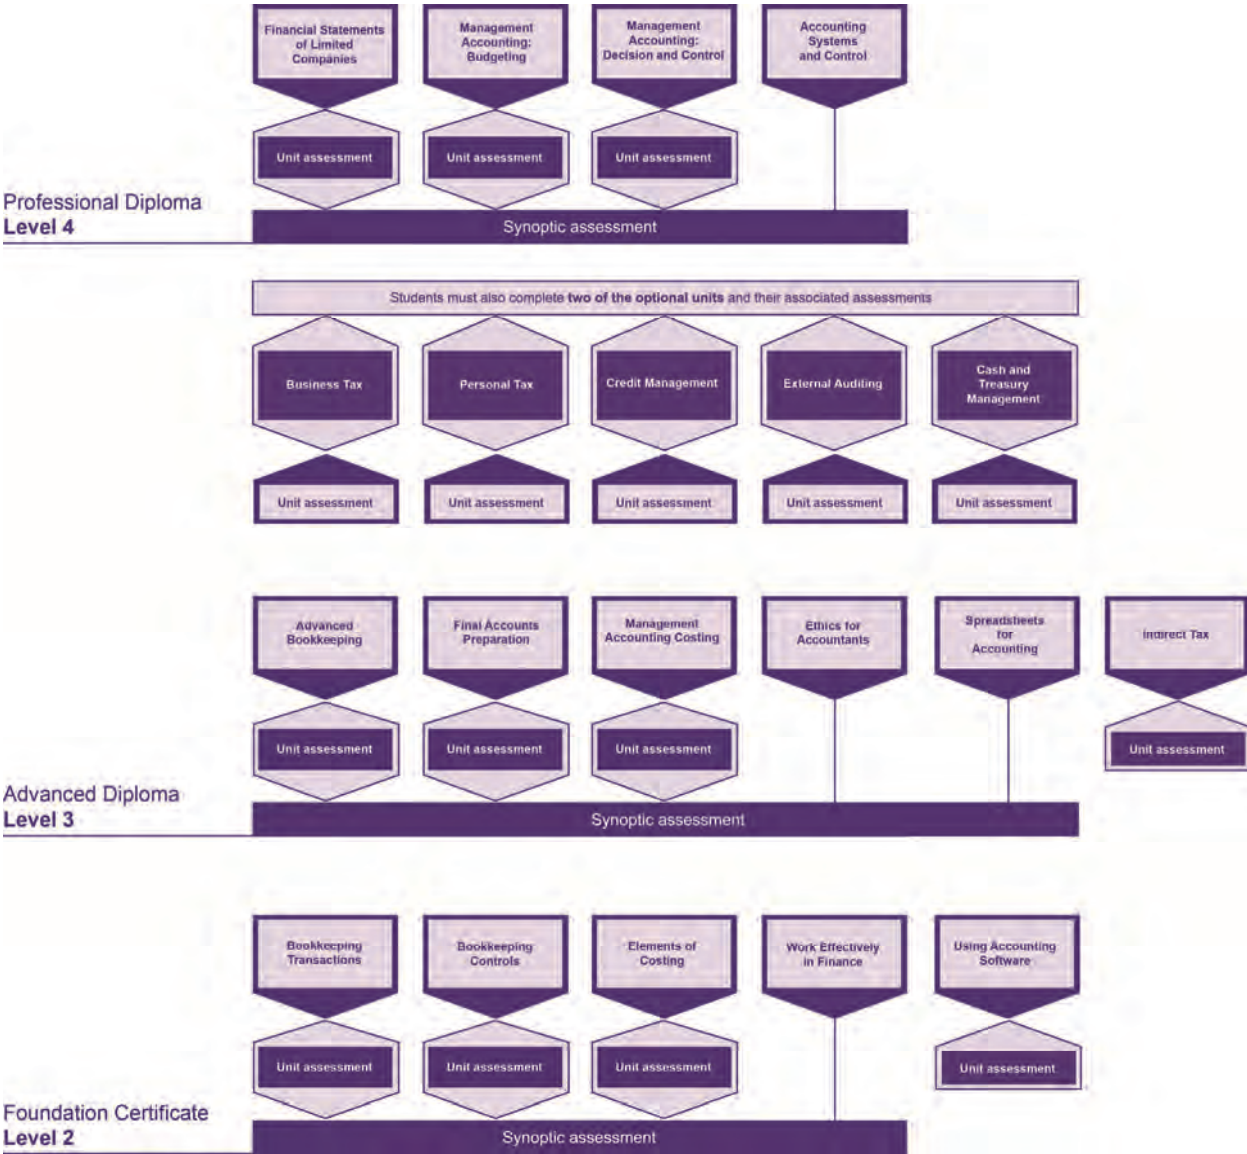 Financial Statements
of Limited
Companies
Management
Accounting:
Budgeting
Management
Accounting:
Decision and Control
Accounting
Systems
and Control
Unit assessment
Unit assessment
Unit assessment
Professional Diploma
Level 4
Synoptic assessment
Students must also complete two of the optional units and their associated assessments
Business Tax
Personal Tax
Credit Management
External Auditing
Cash and
Treasury
Management
Unit assessment
Unit assessment
Unit assessment
Unit assessment
Unit assessment
Advanced
Bookkeeping
Final Accounts
Preparation
Management
Accounting Costing
Ethics for
Accountants
Spreadsheets
for
Accounting
Indirect Tax
Unit assessment
Unit assessment
Unit assessment
Unit assessment
Advanced Diploma
Level 3
Synoptic assessment
Bookkeeping
Transactions
Bookkeeping
Controls
Elements of
Costing
Work Effectively
in Finance
Using Accounting
Software
Unit assessment
Unit assessment
Unit assessment
Unit assessment
Foundation Certificate
Level 2
Synoptic assessment